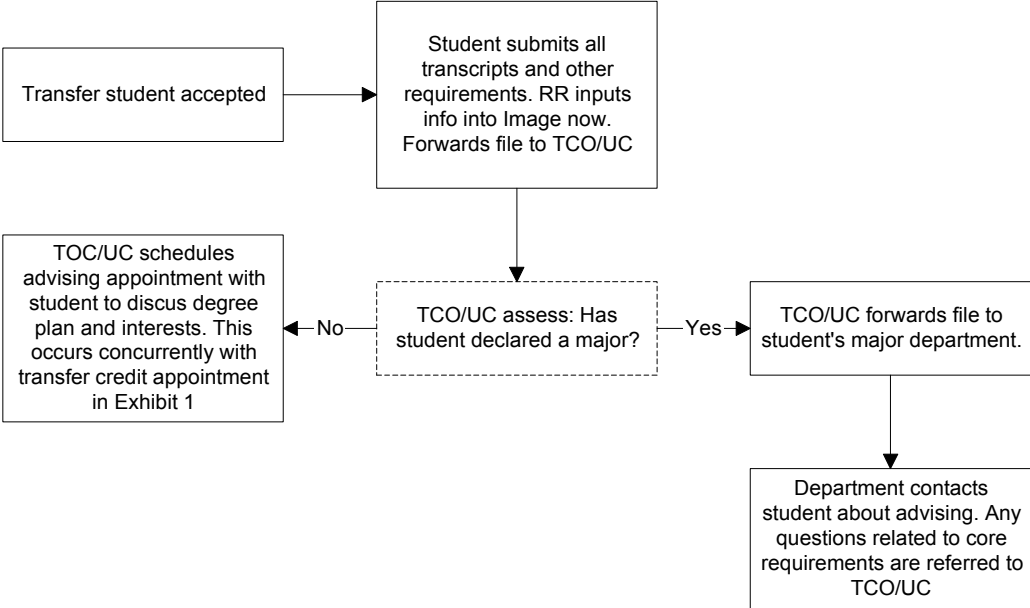 Transfer student accepted
Student submits all
transcripts and other
requirements. RR inputs
info into Image now.
Forwards file to TCO/UC
TOC/UC schedules
advising appointment with
student to discus degree
plan and interests. This
occurs concurrently with
transfer credit appointment
in Exhibit 1
No
TCO/UC assess: Has
student declared a major?
Yes
TCO/UC forwards file to
student's major department.
Department contacts
student about advising. Any
questions related to core
requirements are referred to
TCO/UC